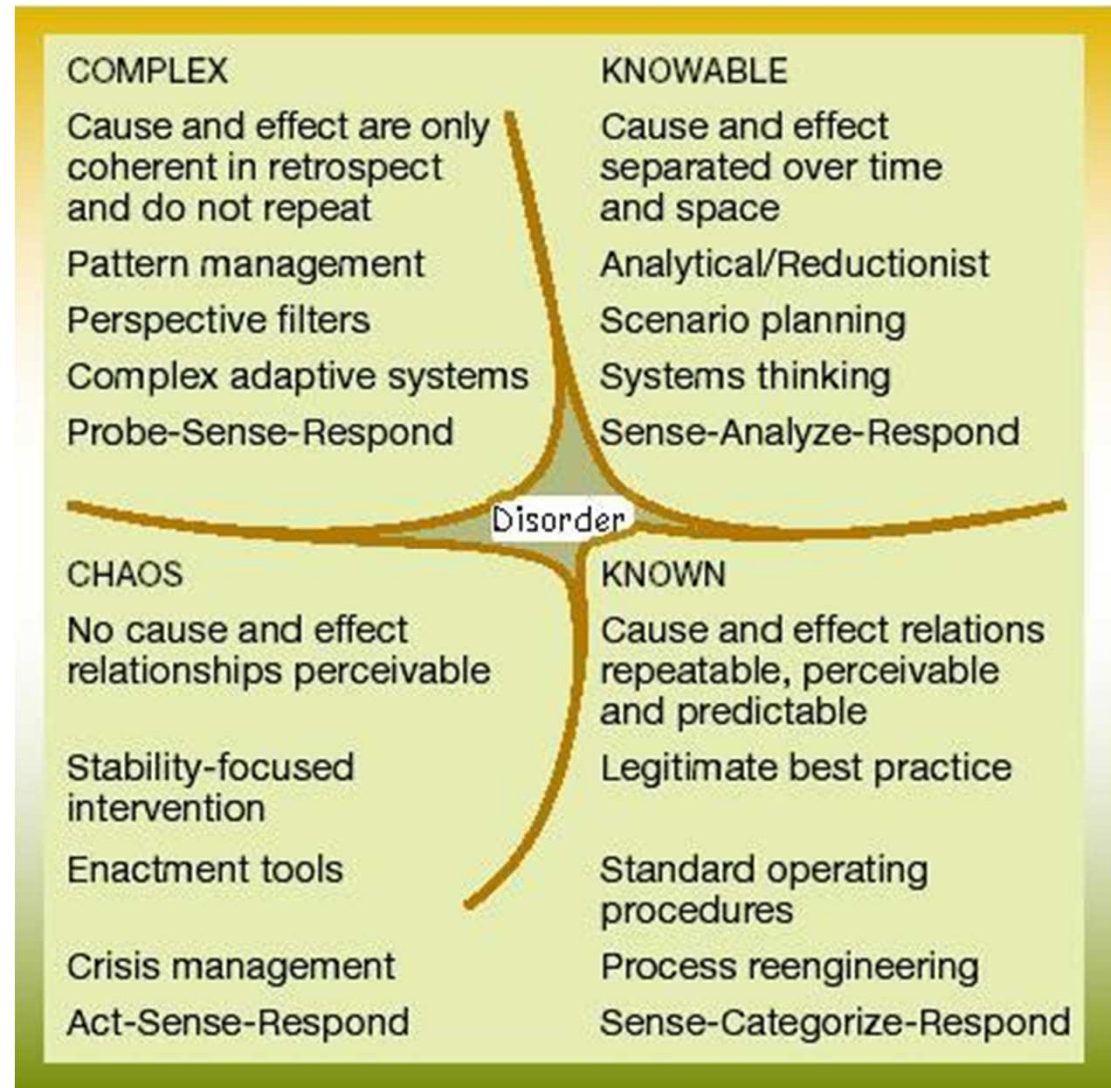 COMPLEX
Cause and effect are only
coherent in retrospect
and do not repeat
Pattern management
Perspective filters
Complex adaptive systems
Probe-Sense-Respond
KNOWABLE
Cause and effect
separated over time
and space
Analytical/Reductionist
Scenario planning
Systems thinking
Sense-Analyze-Respond
Disorder
CHAOS
No cause and effect
relationships perceivable
Stability-focused
intervention
Enactment tools
Crisis management
Act-Sense-Respond
KNOWN
Cause and effect relations
repeatable, perceivable
and predictable
Legitimate best practice
Standard operating
procedures
Process reengineering
Sense-Categorize-Respond